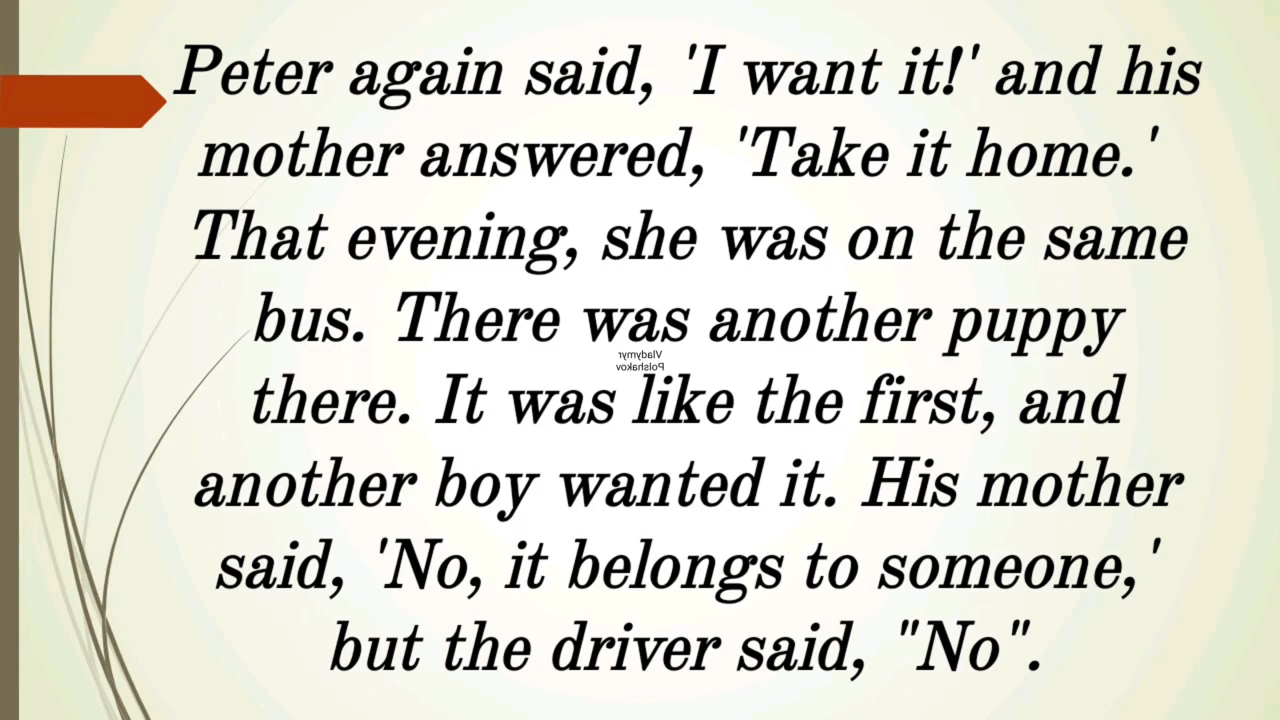 Peter again said, 'I want it!' and his
mother answered, 'Take it home.'
That evening, she was on the same
bus. There was another puppy
Vladymyr
Polshakov
there. It was like the first, and
another boy wanted it. His mother
said, 'No, it belongs to someone,'
but the driver said, "No".